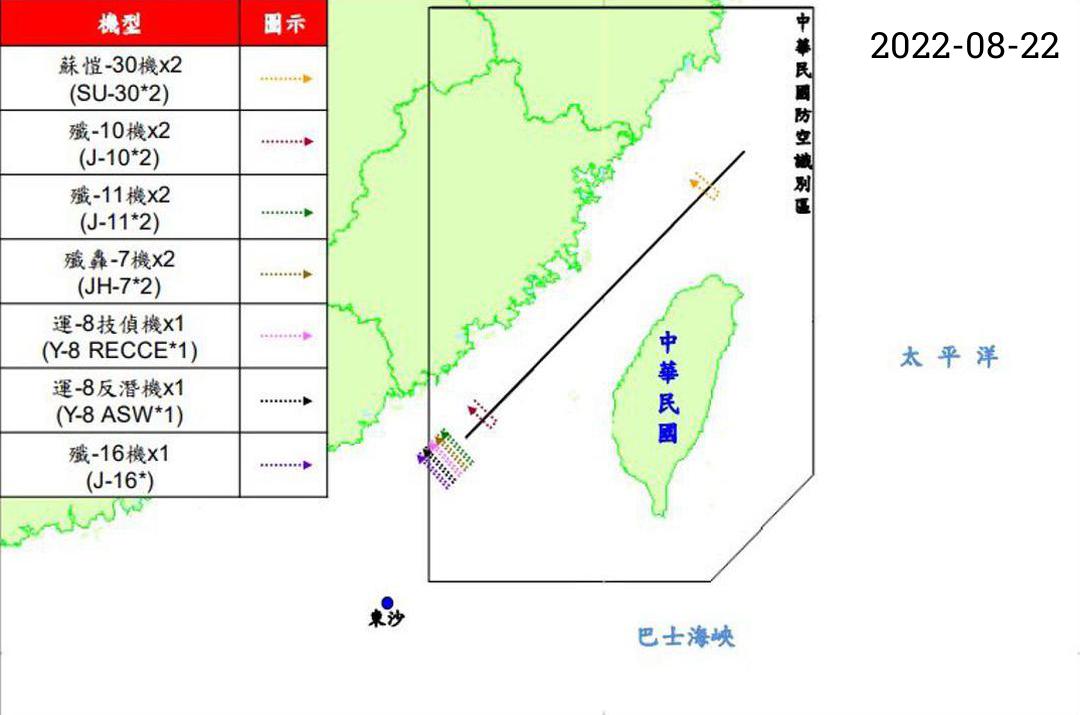 機型 圖示
蘇愷-30機x2
(SU-30*2)
殲-10機x2
(J-10*2)
殲-11機x2
(J-11*2)
殲轟-7機x2
(JH-7*2)
運-8技偵機x1
(Y-8 RECCE*1)
運-8反潛機x1
(Y-8 ASW*1)
殲-16機x1
(J-16*)
中華民國防空識別區
2022-08-22
中華民國
太平洋
東沙
巴士海峽